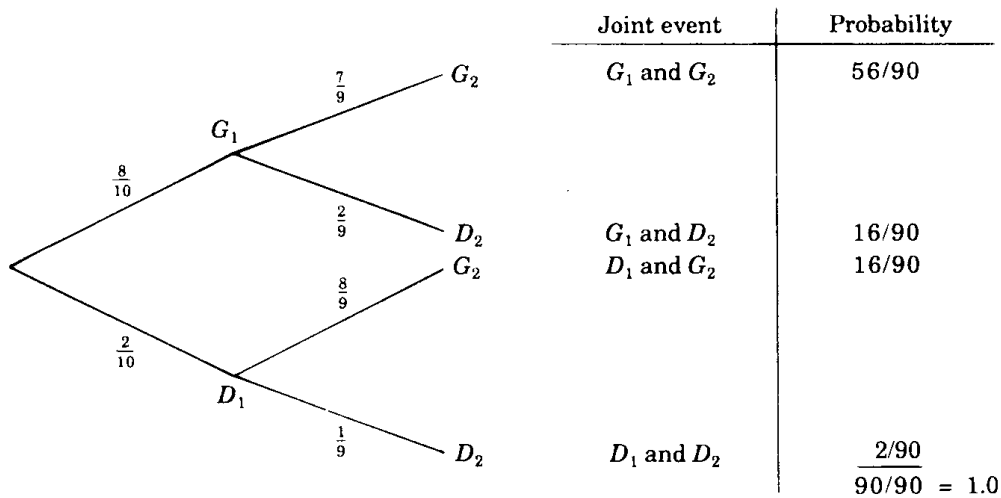 Joint event Probability
7/9 G₂ G₁ and G₂ 56/90
G₁
8/10
2/9 D₂ G₁ and D₂ 16/90
G₂ D₁ and G₂ 16/90
8/9
2/10
D₁
1/9 D₂ D₁ and D₂ 2/90
90/90 = 1.0